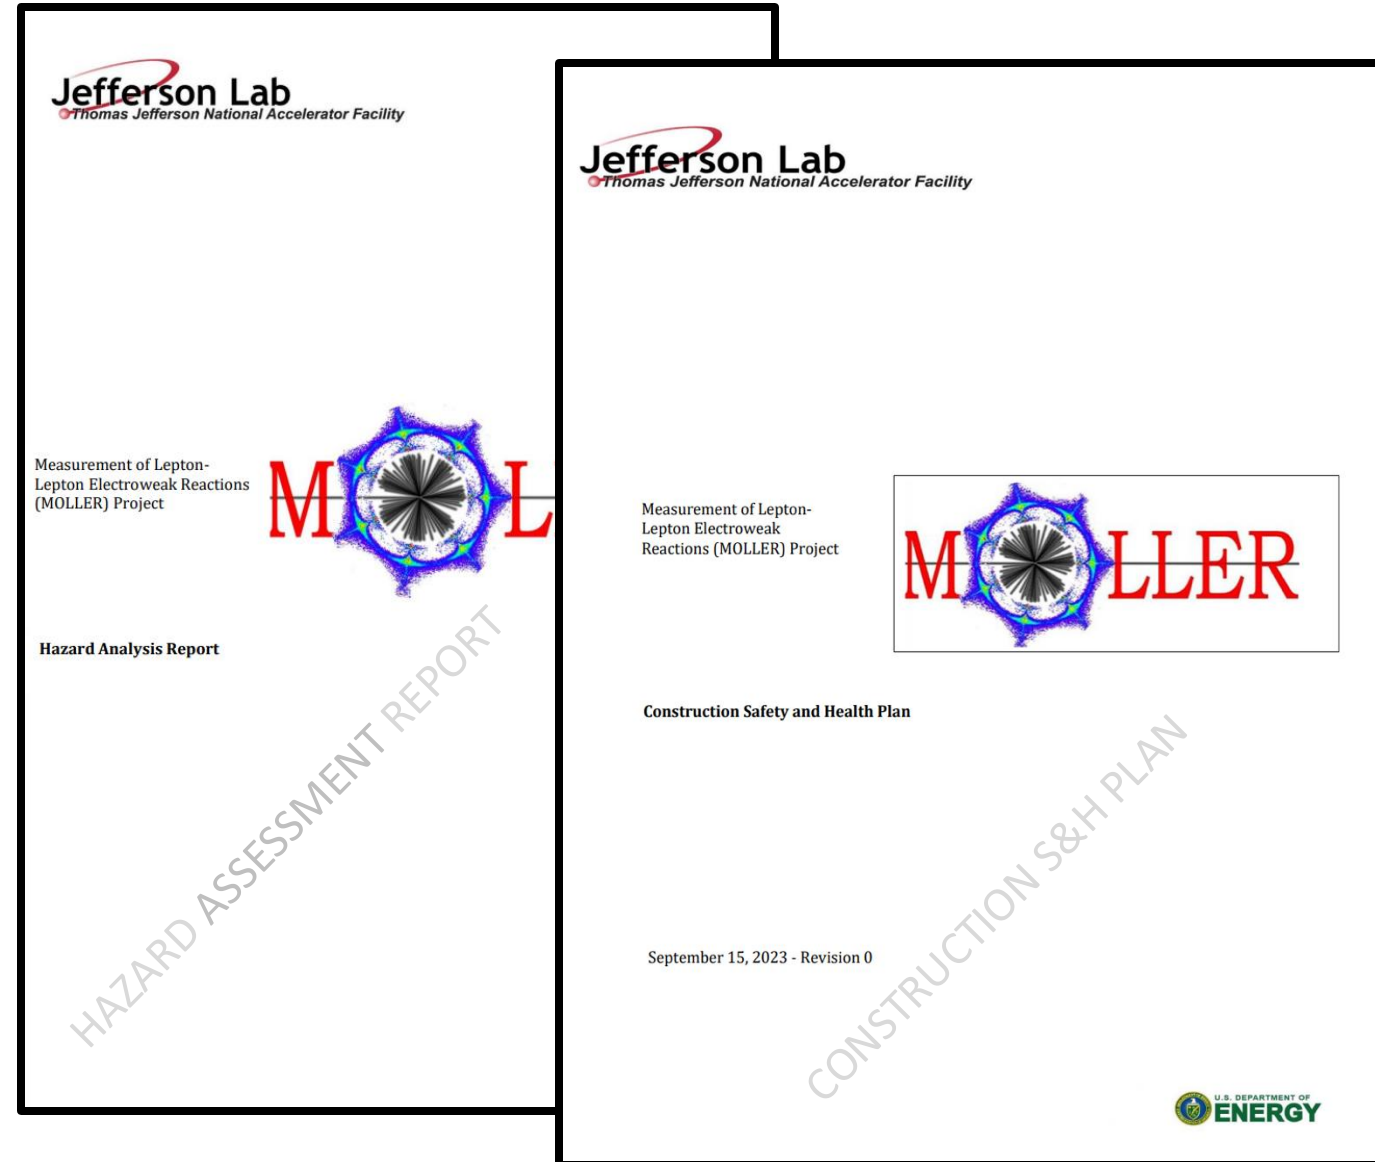 Jefferson Lab
Thomas Jefferson National Accelerator Facility
Measurement of Lepton-
Lepton Electroweak Reactions
(MOLLER) Project
M L
Hazard Analysis Report
HAZARD ASSESSMENT REPORT
Jefferson Lab
Thomas Jefferson National Accelerator Facility
Measurement of Lepton-
Lepton Electroweak
Reactions (MOLLER) Project
M LLER
Construction Safety and Health Plan
CONSTRUCTION S&H PLAN
September 15, 2023 - Revision 0
U.S. DEPARTMENT OF
ENERGY